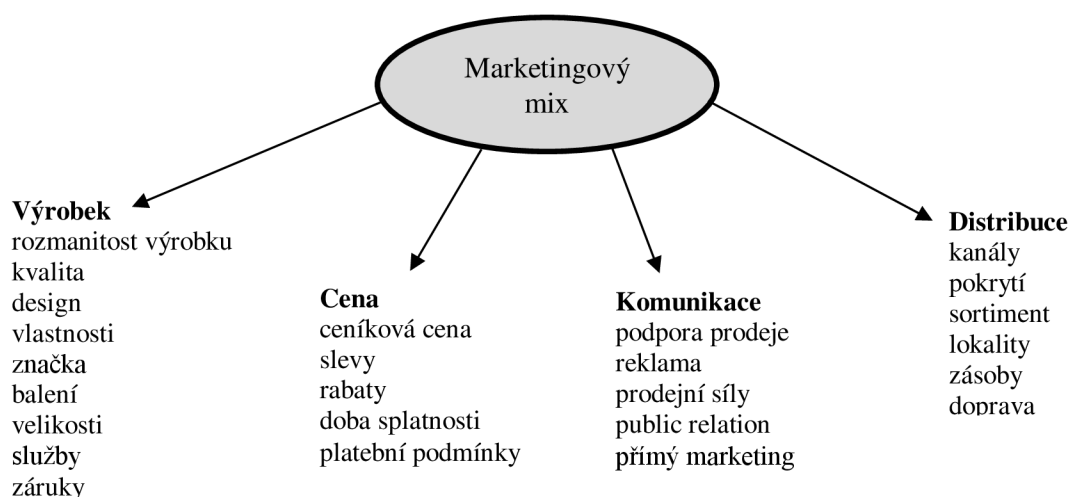 Marketingový
mix
Výrobek
rozmanitost výrobku
kvalita
design
vlastnosti
značka
balení
velikosti
služby
záruky
Cena
ceníková cena
slevy
rabaty
doba splatnosti
platební podmínky
Komunikace
podpora prodeje
reklama
prodejní síly
public relation
přímý marketing
Distribuce
kanály
pokrytí
sortiment
lokality
zásoby
doprava